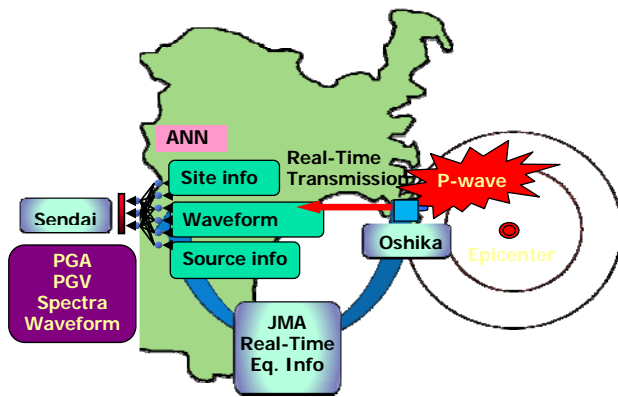 ANN
Real-Time
Transmission
P-wave
Site info
Sendai
Waveform
Oshika
Source info
Epicenter
PGA
PGV
Spectra
Waveform
JMA
Real-Time
Eq. Info